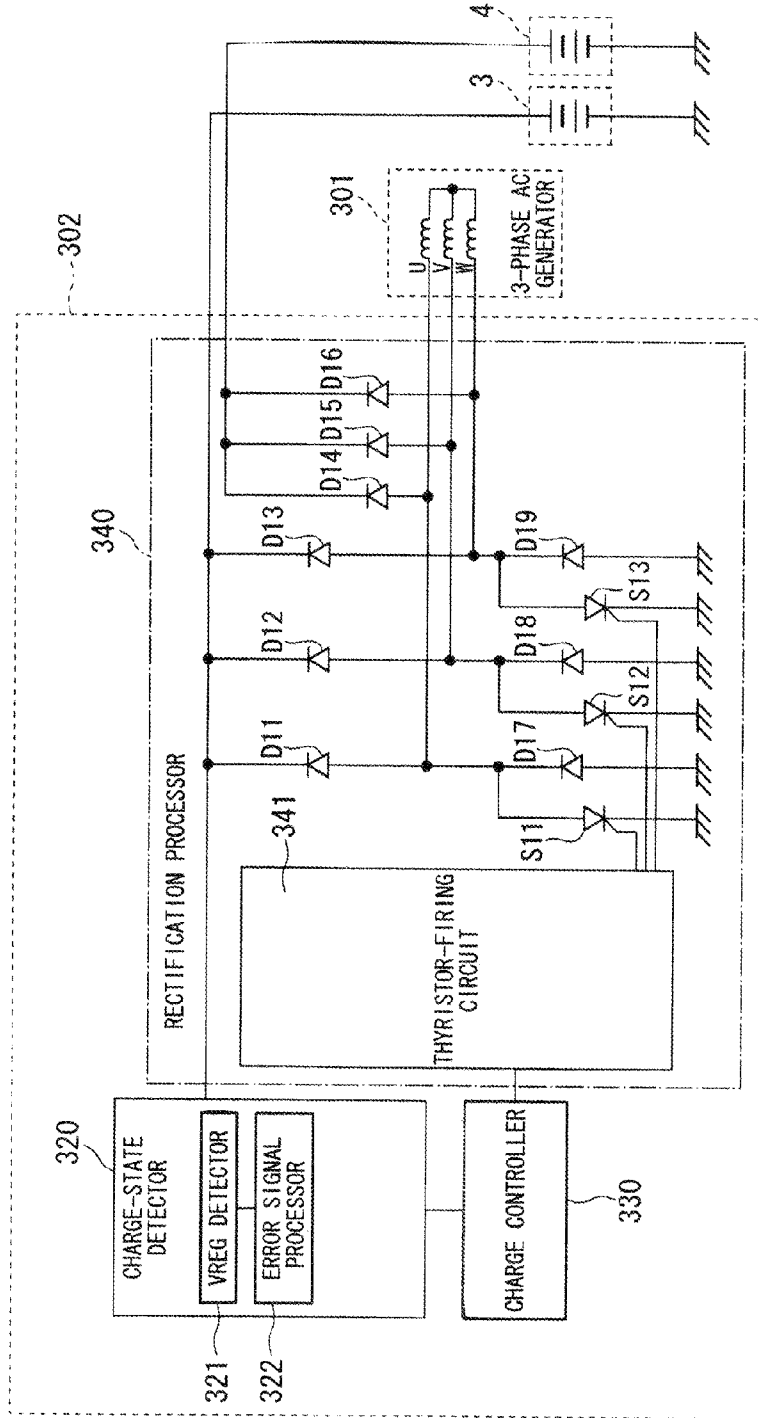 302
340
RECTIFICATION PROCESSOR
320
CHARGE-STATE
DETECTOR
VREG DETECTOR
321
ERROR SIGNAL
PROCESSOR
322
CHARGE CONTROLLER
330
341
THYRISTOR-FIRING
CIRCUIT
D11
D12
D13
D14
D15
D16
S11
D17
S12
D18
S13
D19
301
U
V
W
3-PHASE AC
GENERATOR
3
4